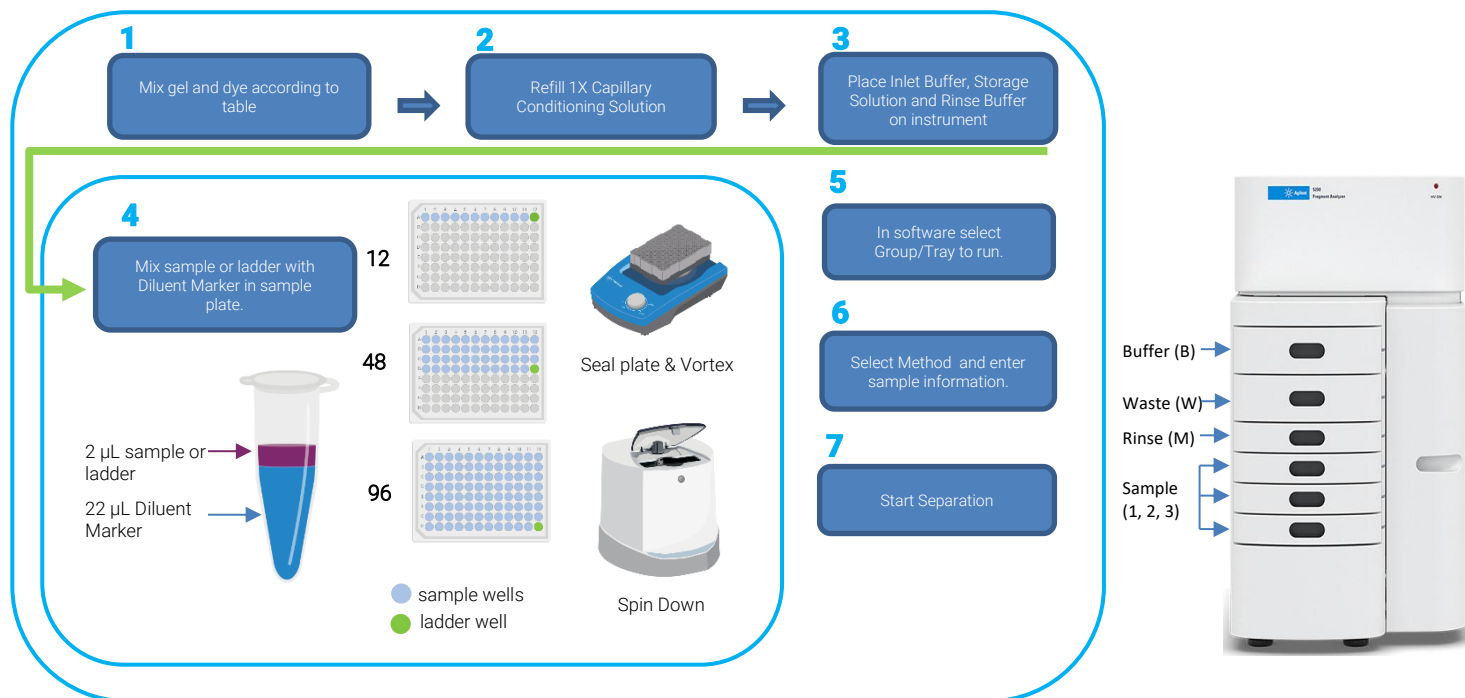 1
Mix gel and dye according to
table
2
Refill 1X Capillary
Conditioning Solution
3
Place Inlet Buffer, Storage
Solution and Rinse Buffer
on instrument
4
Mix sample or ladder with
Diluent Marker in sample
plate.
2 µL sample or
ladder
22 µL Diluent
Marker
12
48
96
sample wells
ladder well
Seal plate & Vortex
Spin Down
5
In software select
Group/Tray to run.
6
Select Method and enter
sample information.
7
Start Separation
Agilent
Fragment Analyzer
Buffer (B)
Waste (W)
Rinse (M)
Sample
(1, 2, 3)